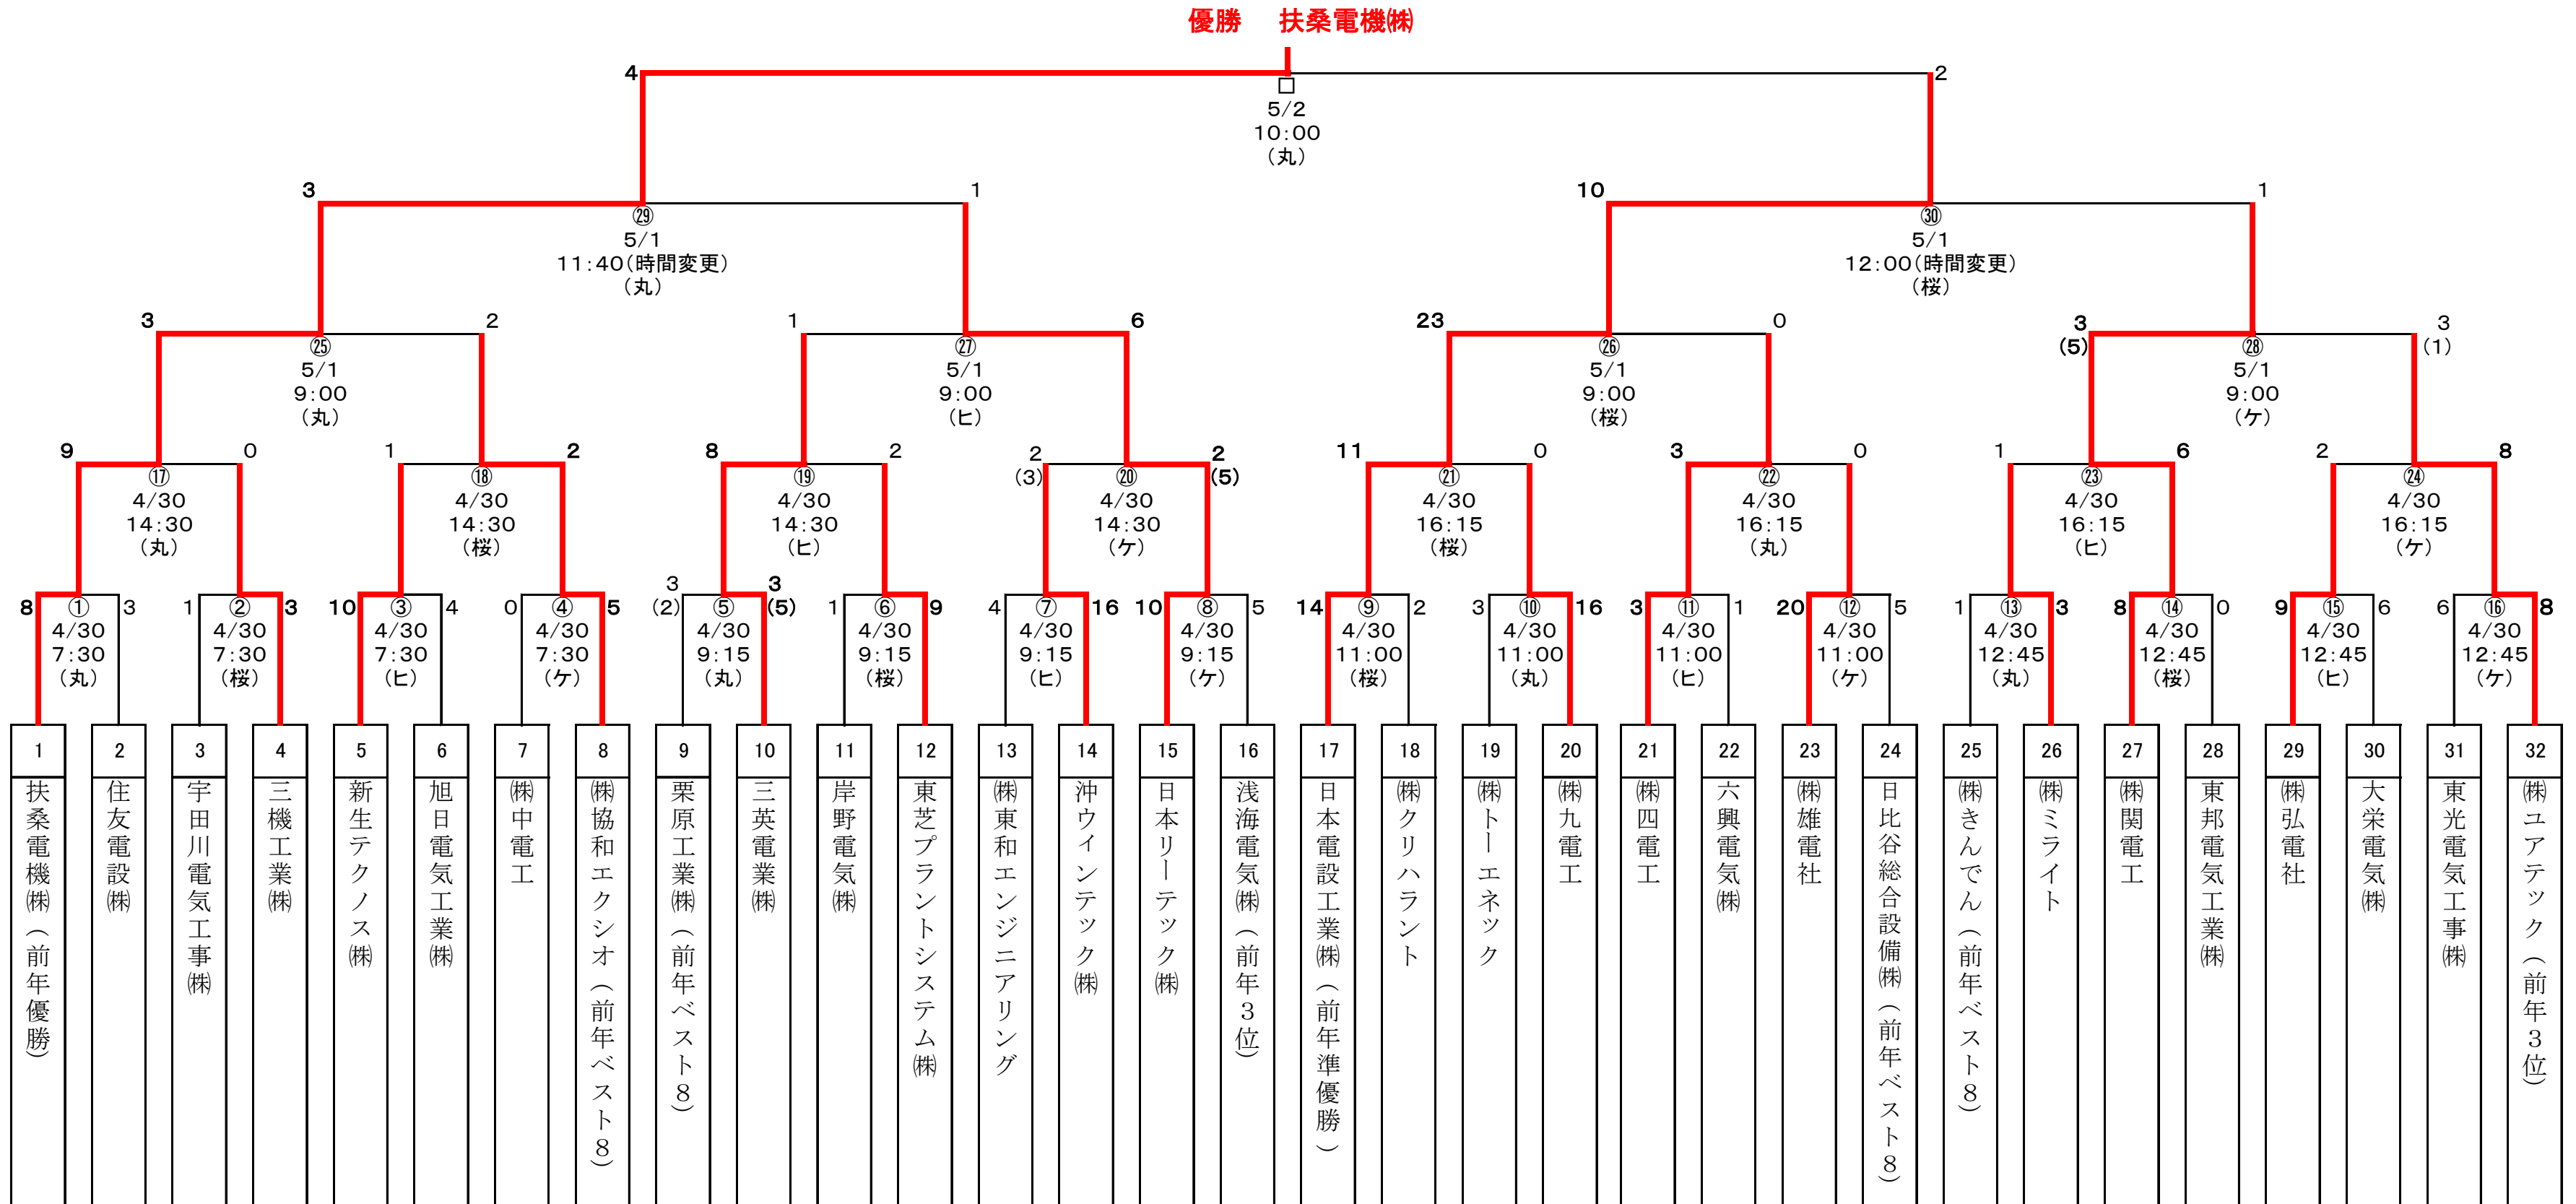 優勝　扶桑電機㈱
4
2
□
5/2
10:00
(丸)
3
1
10
1
㉙
5/1
11:40(時間変更)
(丸)
㉚
5/1
12:00(時間変更)
(桜)
3
2
1
6
23
0
3
(5)
3
(1)
㉕
5/1
9:00
(丸)
㉗
5/1
9:00
(ヒ)
㉖
5/1
9:00
(桜)
㉘
5/1
9:00
(ケ)
9
0
1
2
8
2
2
(3)
2
(5)
11
0
3
0
1
6
2
8
⑰
4/30
14:30
(丸)
⑱
4/30
14:30
(桜)
⑲
4/30
14:30
(ヒ)
⑳
4/30
14:30
(ケ)
㉑
4/30
16:15
(桜)
㉒
4/30
16:15
(丸)
㉓
4/30
16:15
(ヒ)
㉔
4/30
16:15
(ケ)
8
①
3
4/30
7:30
(丸)
1
②
3
4/30
7:30
(桜)
10
③
4
4/30
7:30
(ヒ)
0
④
5
4/30
7:30
(ケ)
3
(2)
⑤
3
(5)
4/30
9:15
(丸)
1
⑥
9
4/30
9:15
(桜)
4
⑦
16
4/30
9:15
(ヒ)
10
⑧
5
4/30
9:15
(ケ)
14
⑨
2
4/30
11:00
(桜)
3
⑩
16
4/30
11:00
(丸)
3
⑪
1
4/30
11:00
(ヒ)
20
⑫
5
4/30
11:00
(ケ)
1
⑬
3
4/30
12:45
(丸)
8
⑭
0
4/30
12:45
(桜)
9
⑮
6
4/30
12:45
(ヒ)
6
⑯
8
4/30
12:45
(ケ)
1
扶桑電機㈱(前年優勝)
2
住友電設㈱
3
宇田川電気工事㈱
4
三機工業㈱
5
新生テクノス㈱
6
旭日電気工業㈱
7
㈱中電工
8
㈱協和エクシオ(前年ベスト8)
9
栗原工業㈱(前年ベスト8)
10
三英電業㈱
11
岸野電気㈱
12
東芝プラントシステム㈱
13
㈱東和エンジニアリング
14
沖ウィンテック㈱
15
日本リーテック㈱
16
浅海電気㈱(前年3位)
17
日本電設工業㈱(前年準優勝)
18
㈱クリハラント
19
㈱トーエネック
20
㈱九電工
21
㈱四電工
22
六興電気㈱
23
㈱雄電社
24
日比谷総合設備㈱(前年ベスト8)
25
㈱きんでん(前年ベスト8)
26
㈱ミライト
27
㈱関電工
28
東邦電気工業㈱
29
㈱弘電社
30
大栄電気㈱
31
東光電気工事㈱
32
㈱ユアテック(前年3位)